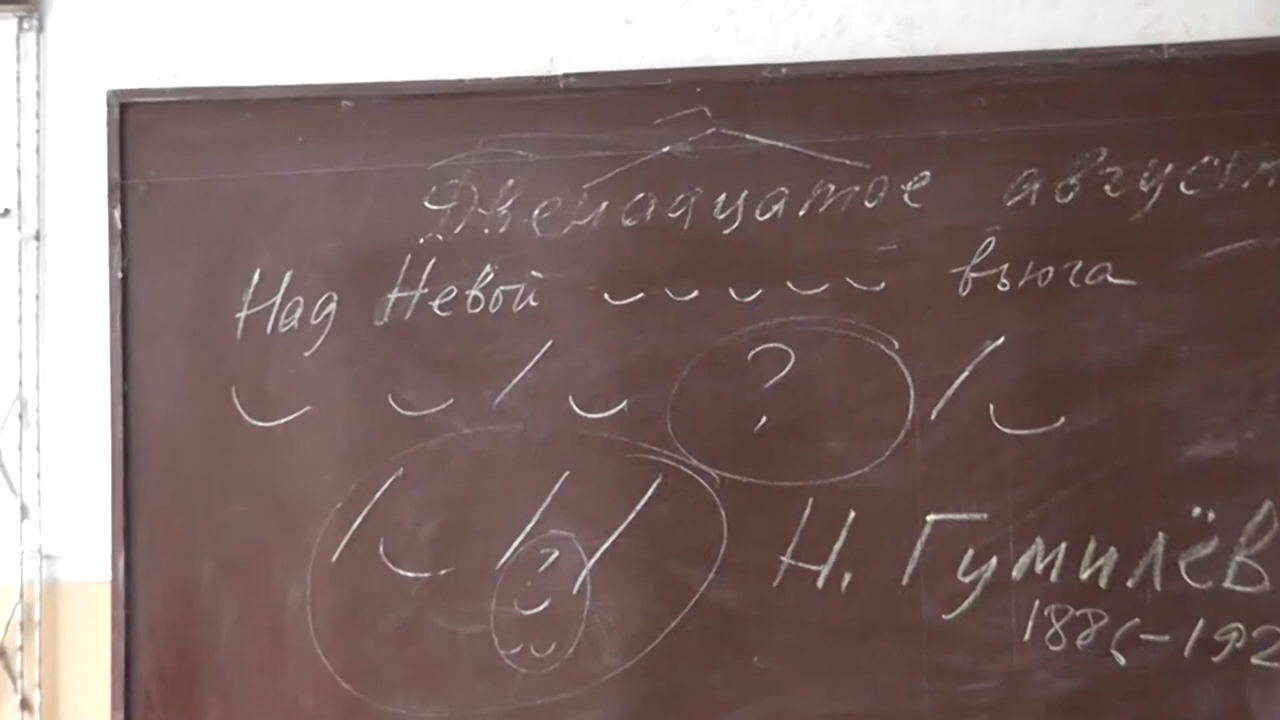 Двенадцатое август
Над Невой ◡ ◡ ◡ ◡ ◡ вьюга
◡ ◡ / ◡ ? / ◡
/ ◡ / ? /
Н. Гумилёв
1886-192